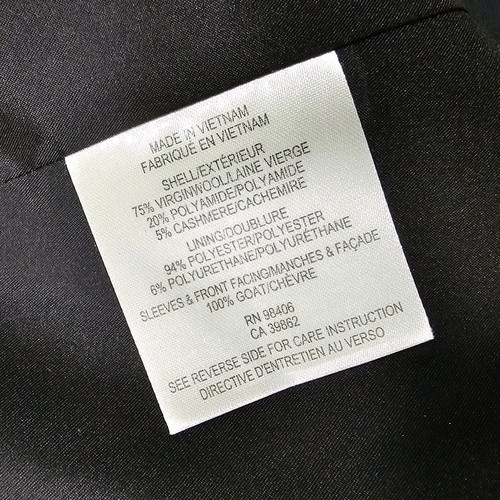 MADE IN VIETNAM
FABRIQUÉ EN VIETNAM
SHELL/EXTÉRIEUR
75% VIRGINWOOL/LAINE VIERGE
20% POLYAMIDE/POLYAMIDE
5% CASHMERE/CACHEMIRE
LINING/DOUBLURE
94% POLYESTER/POLYESTER
6% POLYURETHANE/POLYURÉTHANE
SLEEVES & FRONT FACING/MANCHES & FAÇADE
100% GOAT/CHÈVRE
RN 98406
CA 39862
SEE REVERSE SIDE FOR CARE INSTRUCTION
DIRECTIVE D'ENTRETIEN AU VERSO